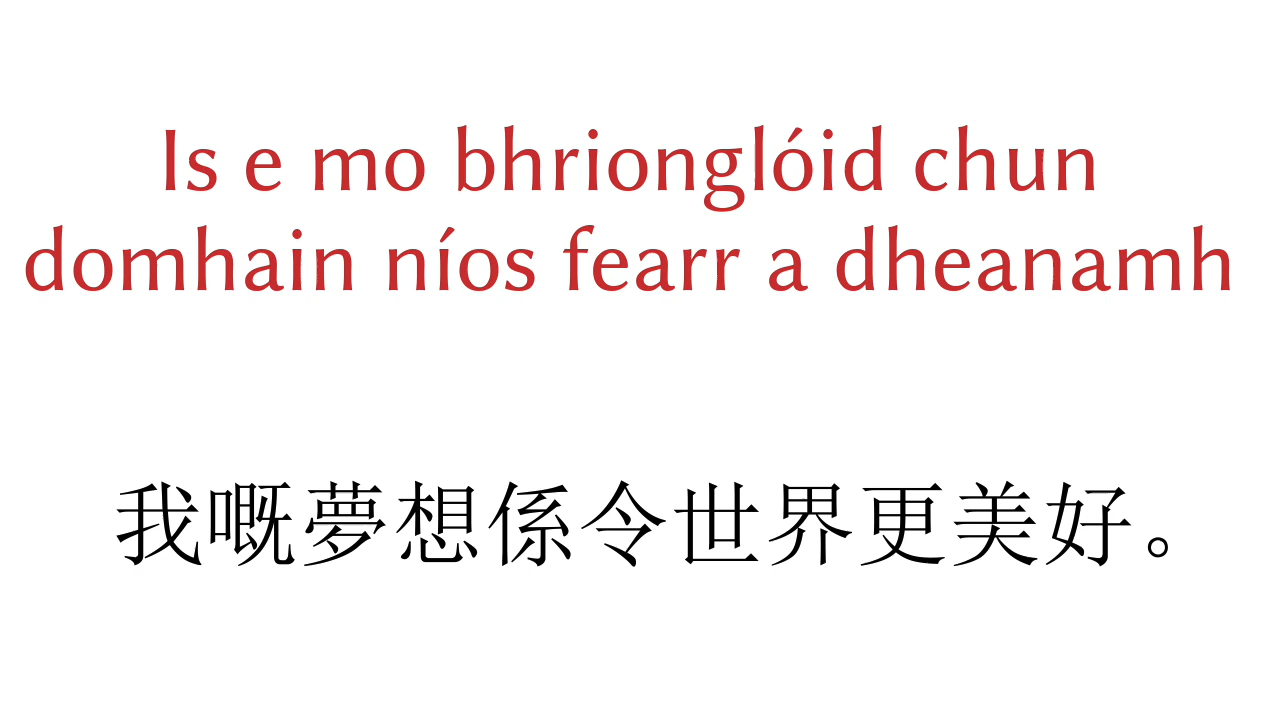 Is e mo bhrionglóid chun
domhain níos fearr a dheanamh
我嘅夢想係令世界更美好。